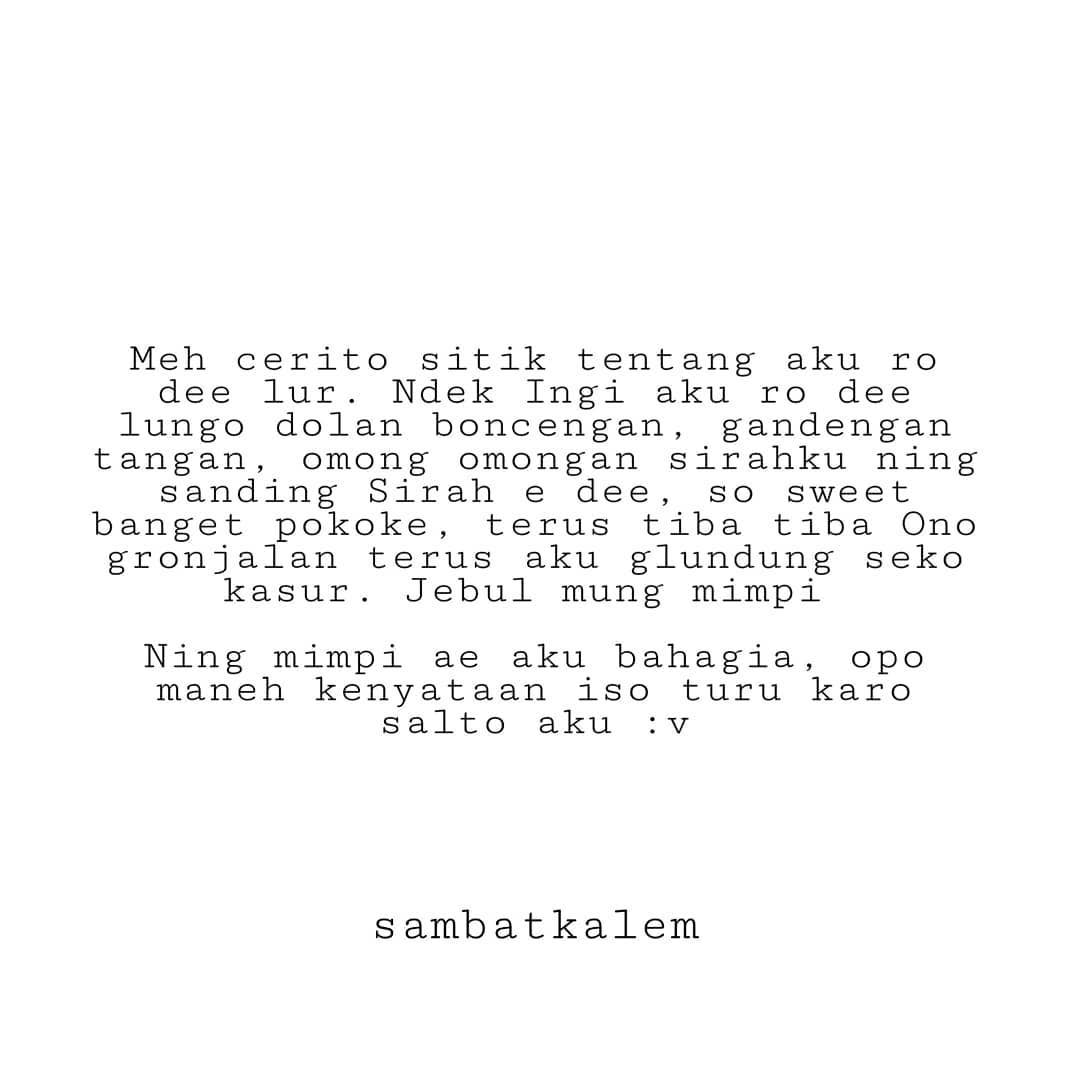 Meh cerito sitik tentang aku ro
dee lur. Ndek Ingi aku ro dee
lungo dolan boncengan, gandengan
tangan, omong omongan sirahku ning
sanding Sirah e dee, so sweet
banget pokoke, terus tiba tiba Ono
gronjalan terus aku glundung seko
kasur. Jebul mung mimpi
Ning mimpi ae aku bahagia, opo
maneh kenyataan iso turu karo
salto aku :v
sambatkalem